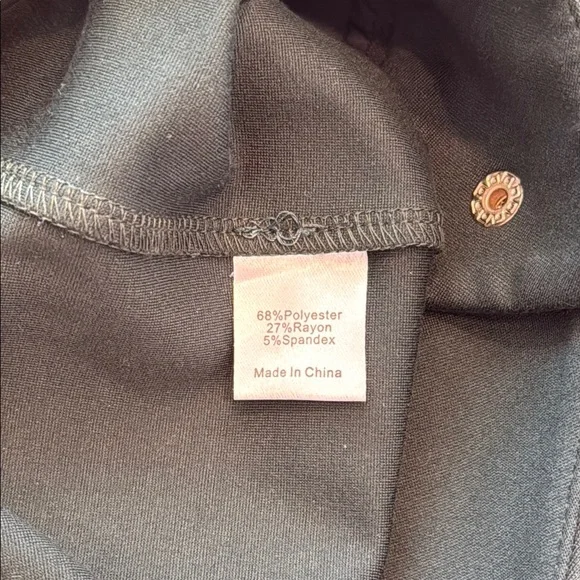 68%Polyester
27%Rayon
5%Spandex
Made In China